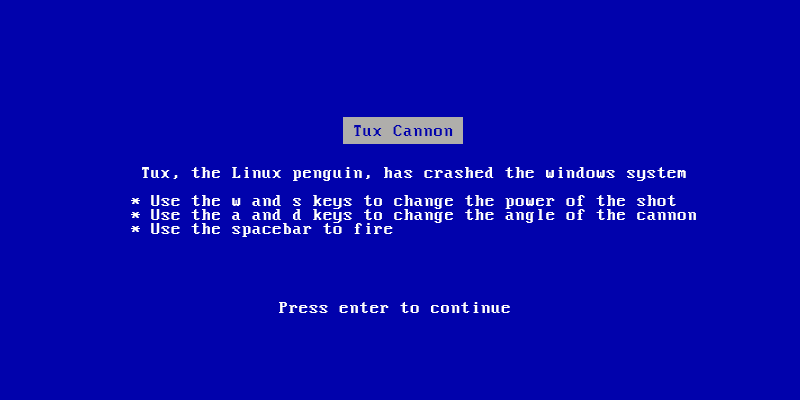 Tux Cannon
Tux, the Linux penguin, has crashed the windows system
* Use the w and s keys to change the power of the shot
* Use the a and d keys to change the angle of the cannon
* Use the spacebar to fire
Press enter to continue